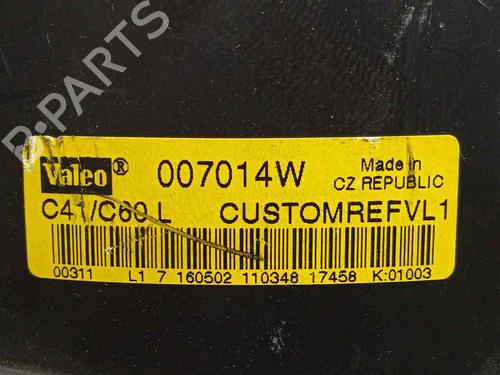 Valeo ® 007014W Made in
CZ REPUBLIC
C41/C60 L CUSTOMREFVL1
00311 L1 7 160502 110348 17458 K:01003
B-PARTS